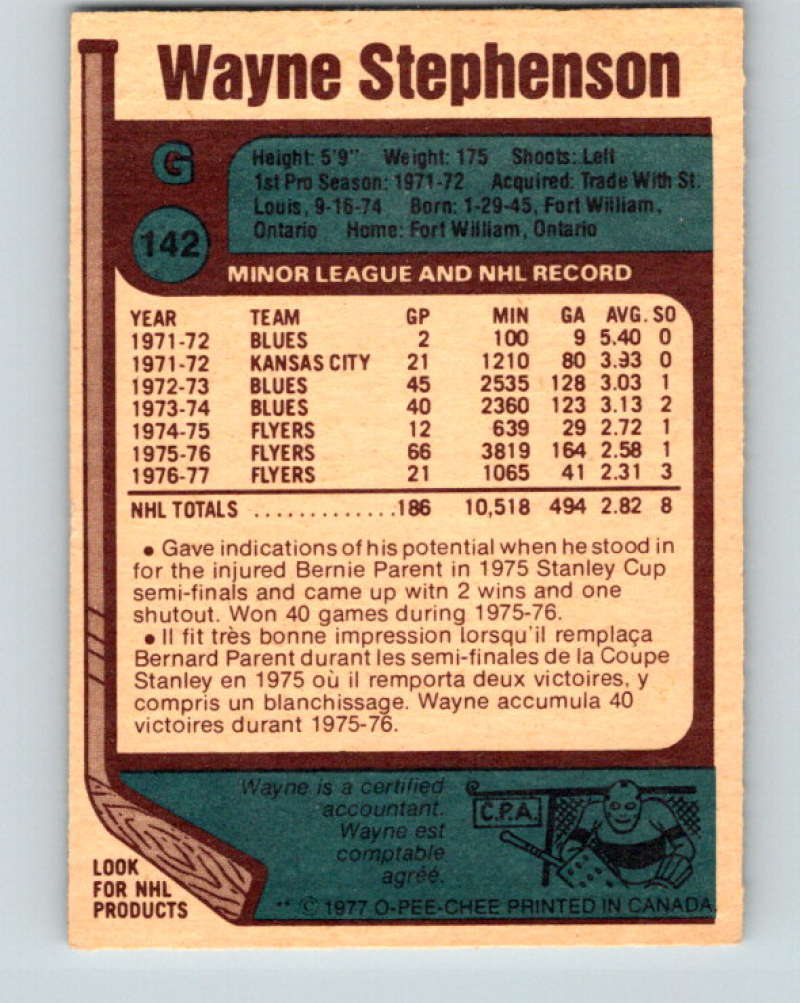 Wayne Stephenson
G
142
Height: 5'9" Weight: 175 Shoots: Left
1st Pro Season: 1971-72 Acquired: Trade With St.
Louis, 9-16-74 Born: 1-29-45, Fort William,
Ontario Home: Fort William, Ontario
MINOR LEAGUE AND NHL RECORD
YEAR TEAM GP MIN GA AVG. SO
1971-72 BLUES 2 100 9 5.40 0
1971-72 KANSAS CITY 21 1210 80 3.93 0
1972-73 BLUES 45 2535 128 3.03 1
1973-74 BLUES 40 2360 123 3.13 2
1974-75 FLYERS 12 639 29 2.72 1
1975-76 FLYERS 66 3819 164 2.58 1
1976-77 FLYERS 21 1065 41 2.31 3
NHL TOTALS .............186 10,518 494 2.82 8
• Gave indications of his potential when he stood in
for the injured Bernie Parent in 1975 Stanley Cup
semi-finals and came up with 2 wins and one
shutout. Won 40 games during 1975-76.
• Il fit très bonne impression lorsqu'il remplaça
Bernard Parent durant les semi-finales de la Coupe
Stanley en 1975 où il remporta deux victoires, y
compris un blanchissage. Wayne accumula 40
victoires durant 1975-76.
Wayne is a certified
accountant.
Wayne est
comptable
agréé.
C.P.A.
LOOK
FOR NHL
PRODUCTS
** © 1977 O-PEE-CHEE PRINTED IN CANADA